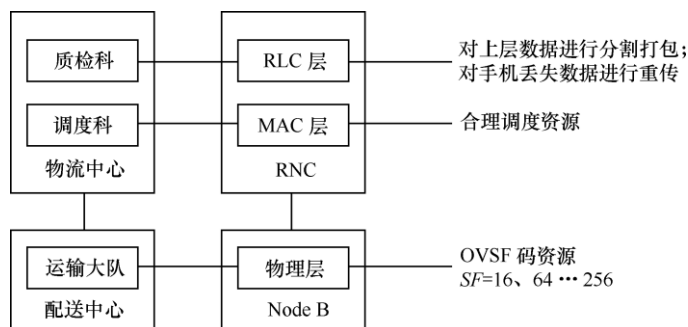 质检科
RLC 层
对上层数据进行分割打包;
对手机丢失数据进行重传
调度科
MAC 层
合理调度资源
物流中心
RNC
运输大队
物理层
OVSF 码资源
SF=16、64 ··· 256
配送中心
Node B